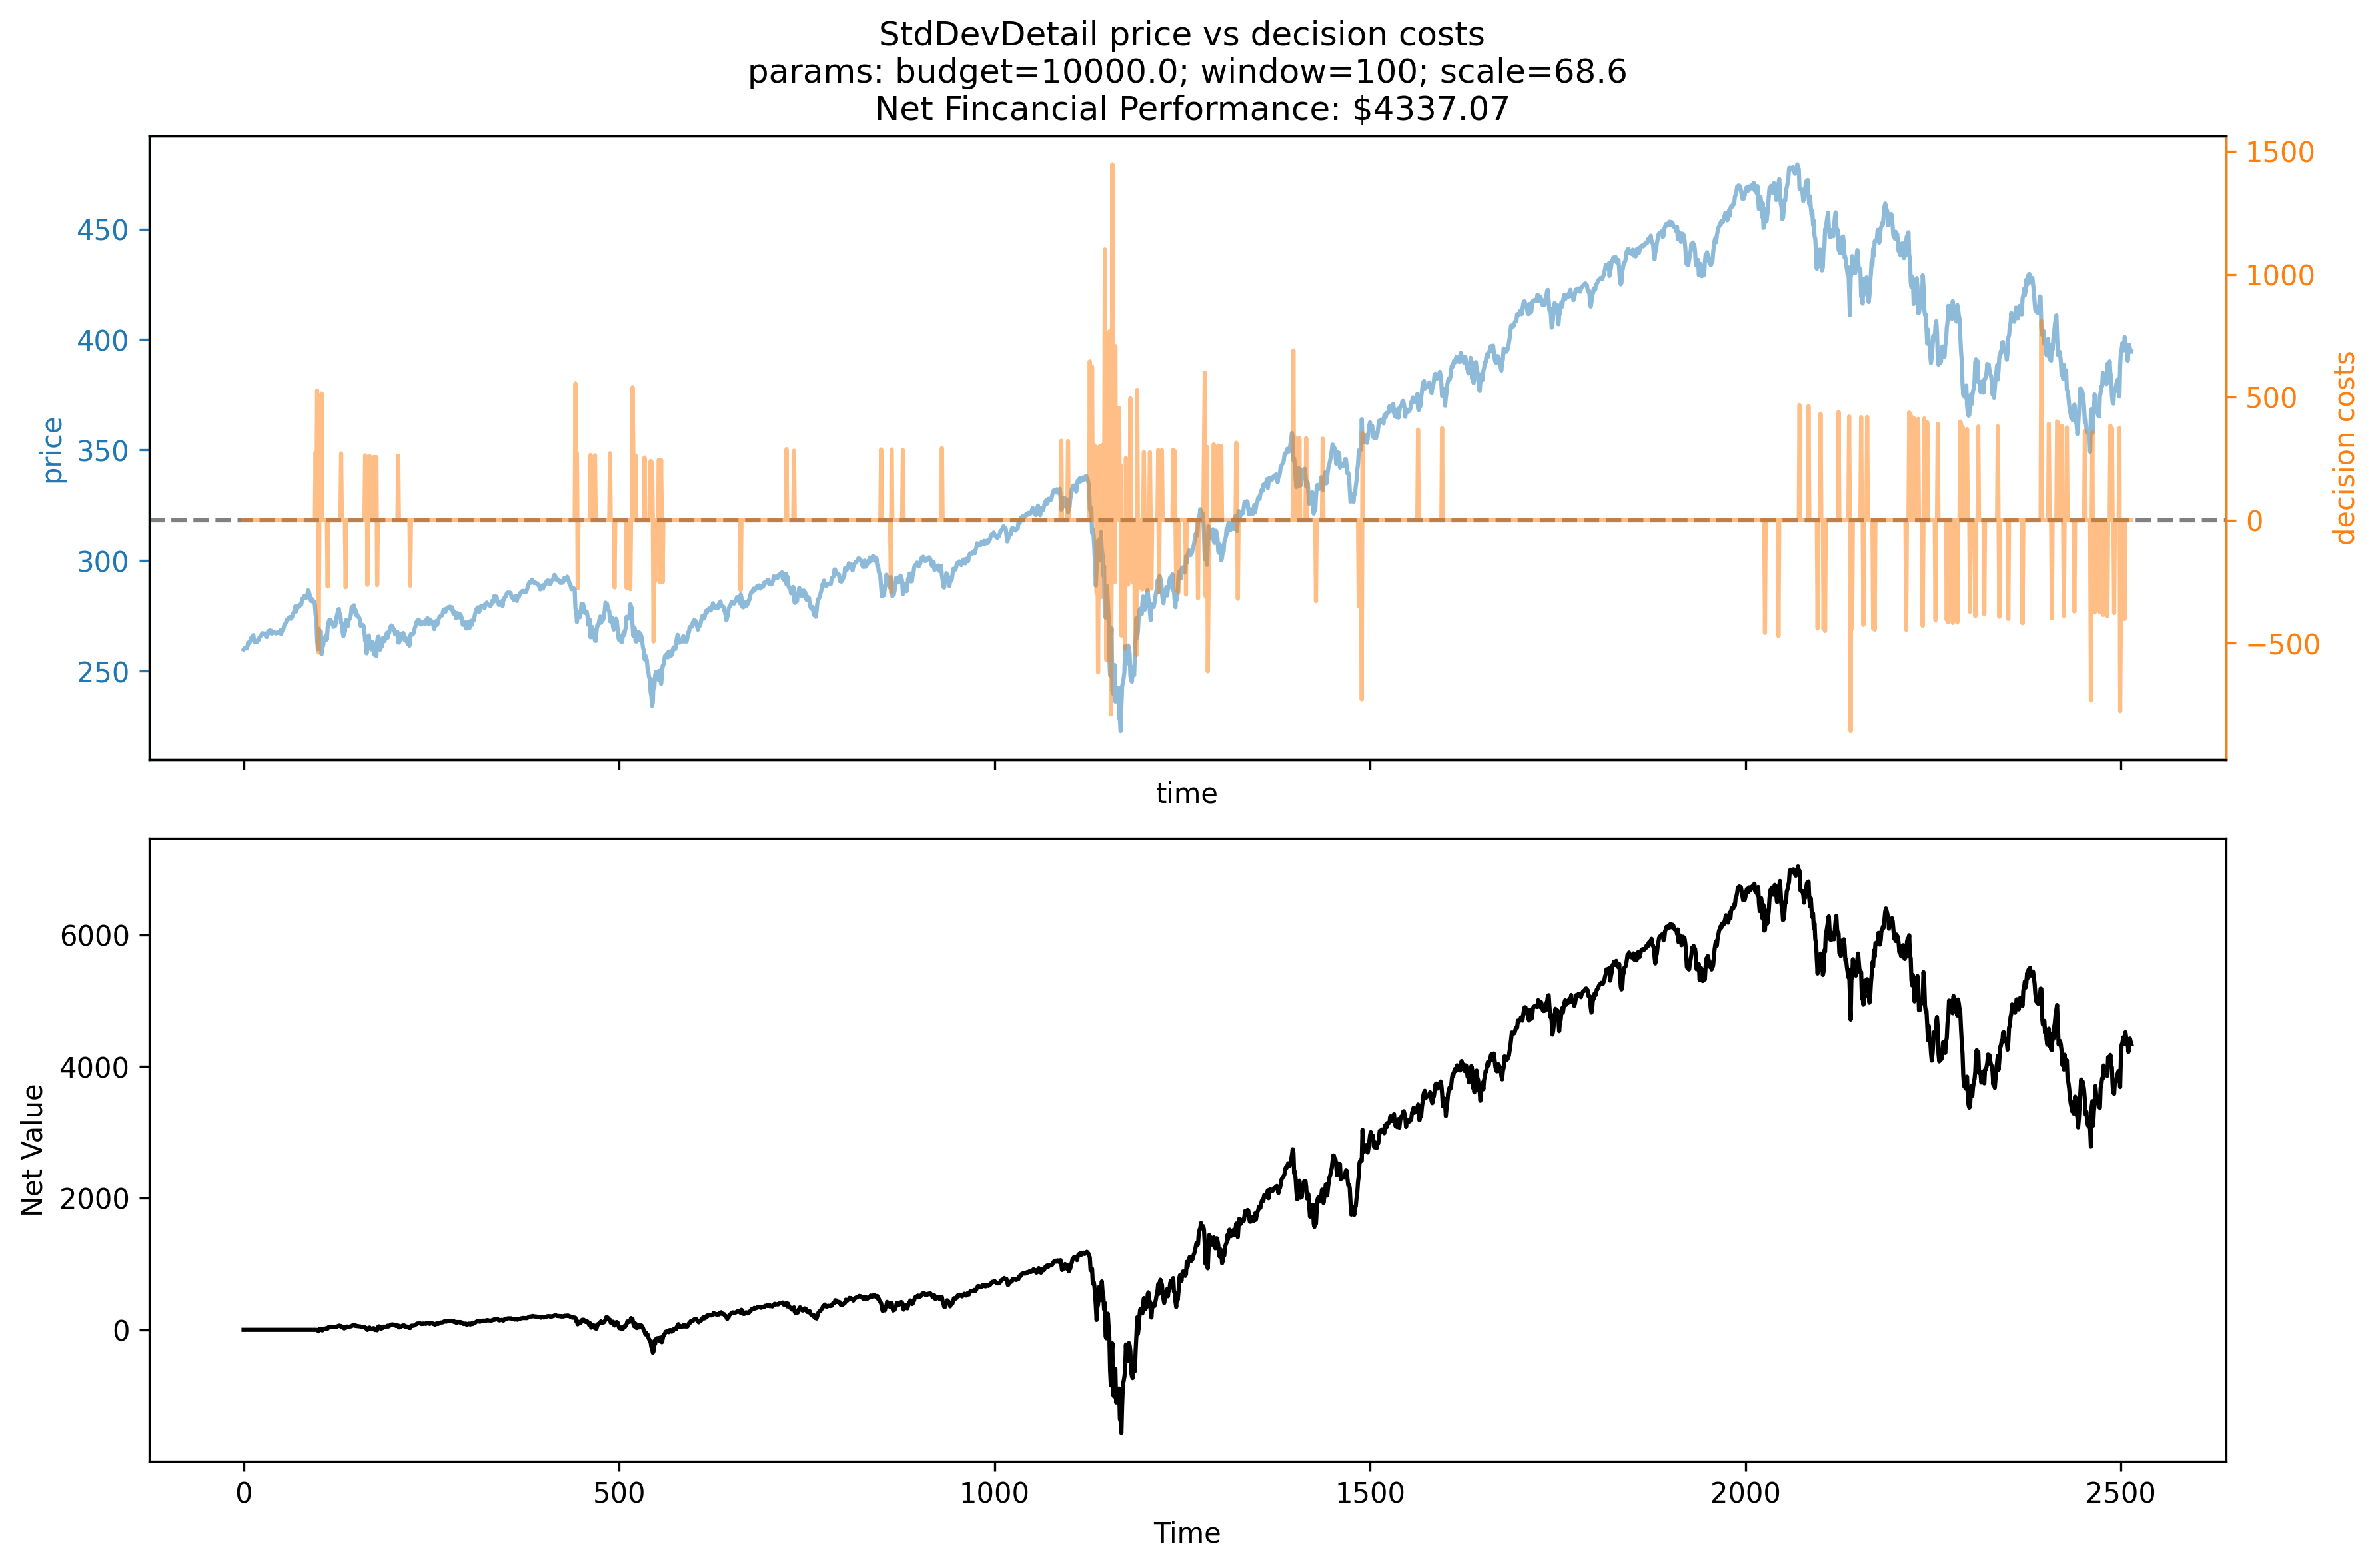 StdDevDetail price vs decision costs
params: budget=10000.0; window=100; scale=68.6
Net Fincancial Performance: $4337.07
450
400
350
300
250
price
1500
1000
500
0
−500
decision costs
time
6000
4000
2000
0
Net Value
0
500
1000
1500
2000
2500
Time